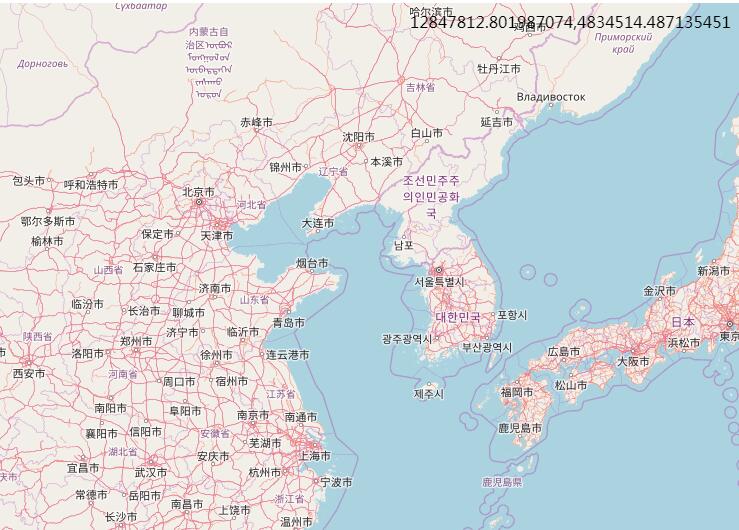 Сүхбаатар
哈尔滨市
12847812.801987074,4834514.487135451
鸡西市
内蒙古自
治区
Приморский
край
Дорноговь
牡丹江市
吉林省
Владивосток
赤峰市
延吉市
白山市
沈阳市
本溪市
锦州市
辽宁省
包头市
呼和浩特市
조선민주주
의인민공화
국
北京市
河北省
鄂尔多斯市
大连市
保定市
天津市
榆林市
남포
烟台市
石家庄市
山西省
新潟市
서울특별시
济南市
金沢市
山东省
临汾市
长治市
聊城市
포항시
대한민국
青岛市
日本
济宁市
临沂市
陕西省
郑州市
광주광역시
浜松市
東京
부산광역시
洛阳市
徐州市
连云港市
広島市
大阪市
西安市
河南省
周口市
宿州市
松山市
福岡市
제주시
江苏省
南阳市
阜阳市
南京市
南通市
鹿児島市
襄阳市
信阳市
安徽省
芜湖市
湖北省
安庆市
上海市
宜昌市
武汉市
杭州市
鹿児島県
宁波市
常德市
岳阳市
南昌市
浙江省
上饶市
长沙市
温州市